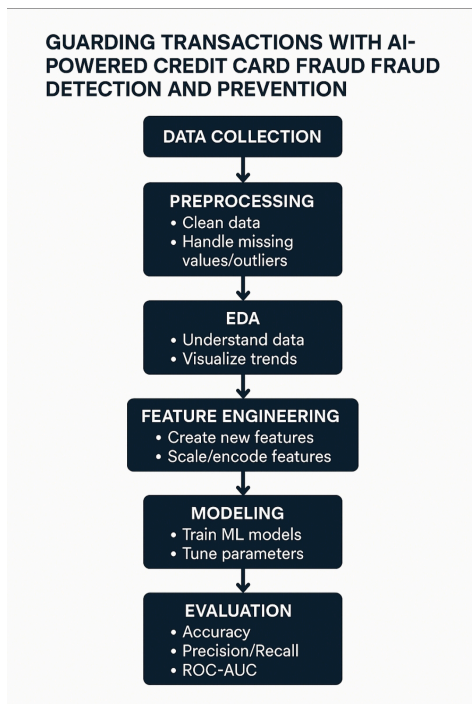 GUARDING TRANSACTIONS WITH AI-
POWERED CREDIT CARD FRAUD FRAUD
DETECTION AND PREVENTION
DATA COLLECTION
PREPROCESSING
• Clean data
• Handle missing
values/outliers
EDA
• Understand data
• Visualize trends
FEATURE ENGINEERING
• Create new features
• Scale/encode features
MODELING
• Train ML models
• Tune parameters
EVALUATION
• Accuracy
• Precision/Recall
• ROC-AUC